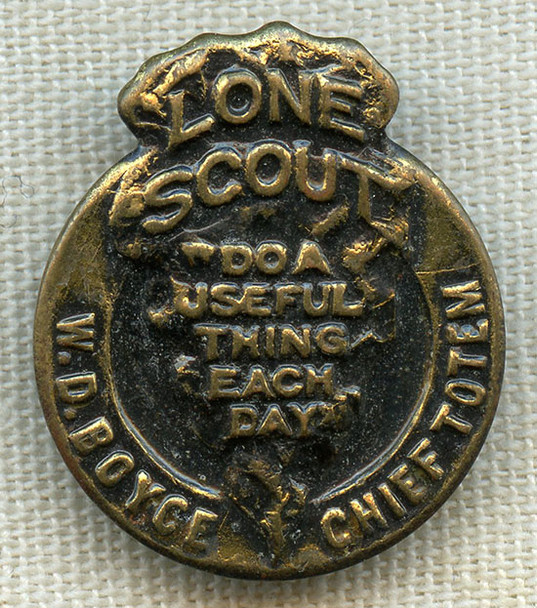 LONE
SCOUT
"DO A
USEFUL
THING
EACH
DAY"
W. D. BOYCE
CHIEF TOTEM